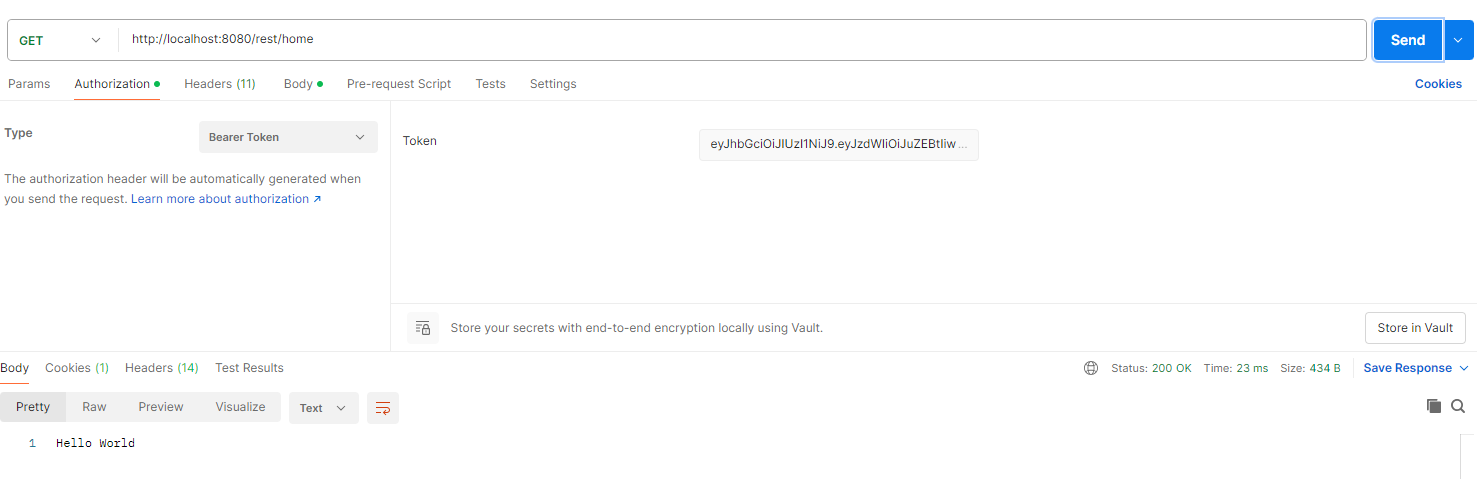 GET http://localhost:8080/rest/home Send
Params Authorization Headers (11) Body Pre-request Script Tests Settings Cookies
Type Bearer Token Token eyJhbGciOiJIUzI1NiJ9.eyJzdWIiOiJuZEBtIiw ...
The authorization header will be automatically generated when
you send the request. Learn more about authorization ↗
Store your secrets with end-to-end encryption locally using Vault. Store in Vault
Body Cookies (1) Headers (14) Test Results Status: 200 OK Time: 23 ms Size: 434 B Save Response
Pretty Raw Preview Visualize Text
1 Hello World